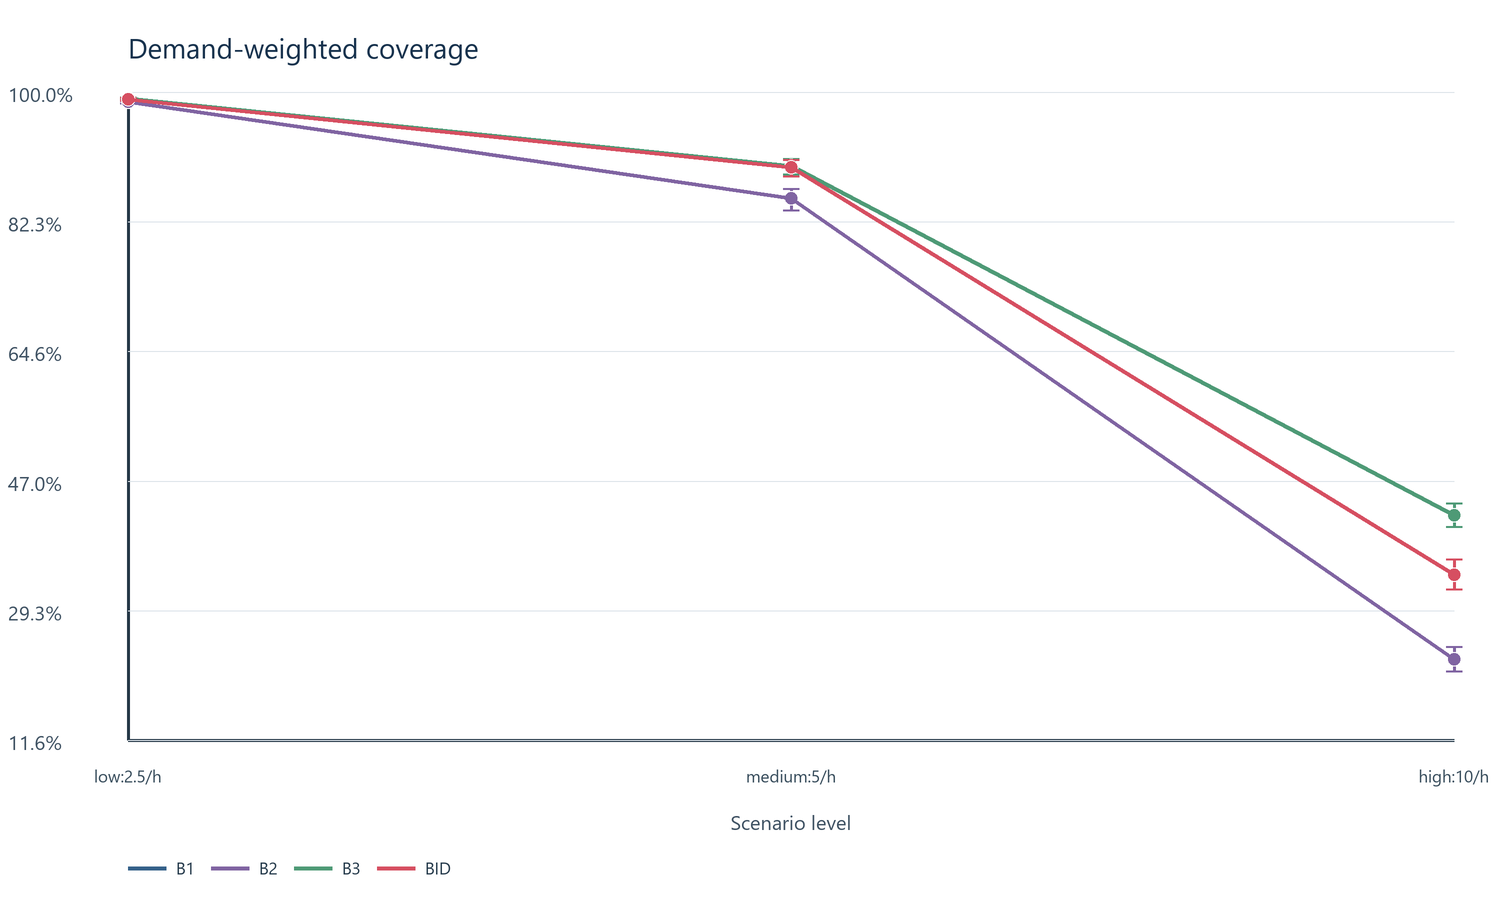 Demand-weighted coverage
100.0%
82.3%
64.6%
47.0%
29.3%
11.6%
low:2.5/h medium:5/h high:10/h
Scenario level
B1 B2 B3 BID